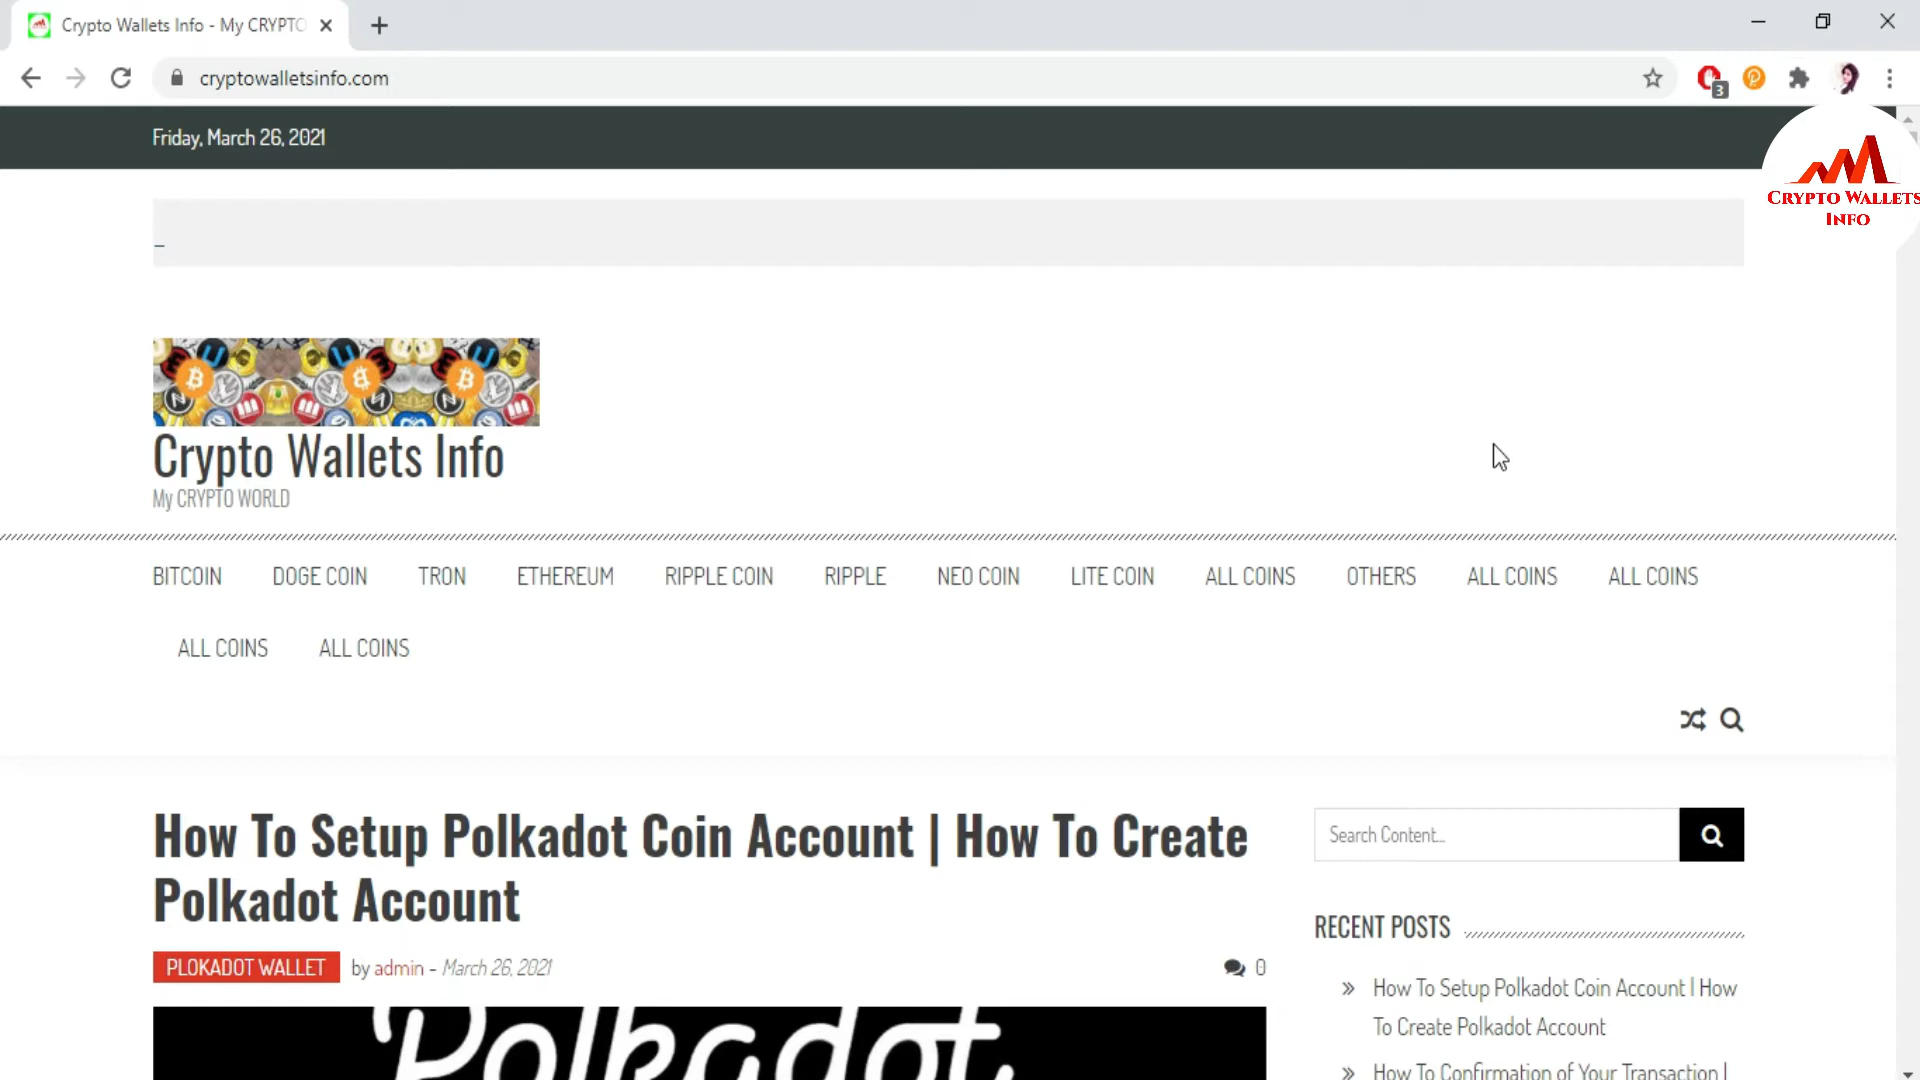 Crypto Wallets Info - My CRYPTO
cryptowalletsinfo.com
3
Friday, March 26, 2021
CRYPTO WALLETS
INFO
Crypto Wallets Info
My CRYPTO WORLD
BITCOIN DOGE COIN TRON ETHEREUM RIPPLE COIN RIPPLE NEO COIN LITE COIN ALL COINS OTHERS ALL COINS ALL COINS
ALL COINS ALL COINS
How To Setup Polkadot Coin Account | How To Create
Polkadot Account
PLOKADOT WALLET by admin - March 26, 2021 0
Polkadot
Search Content...
RECENT POSTS
» How To Setup Polkadot Coin Account | How
To Create Polkadot Account
» How To Confirmation of Your Transaction |